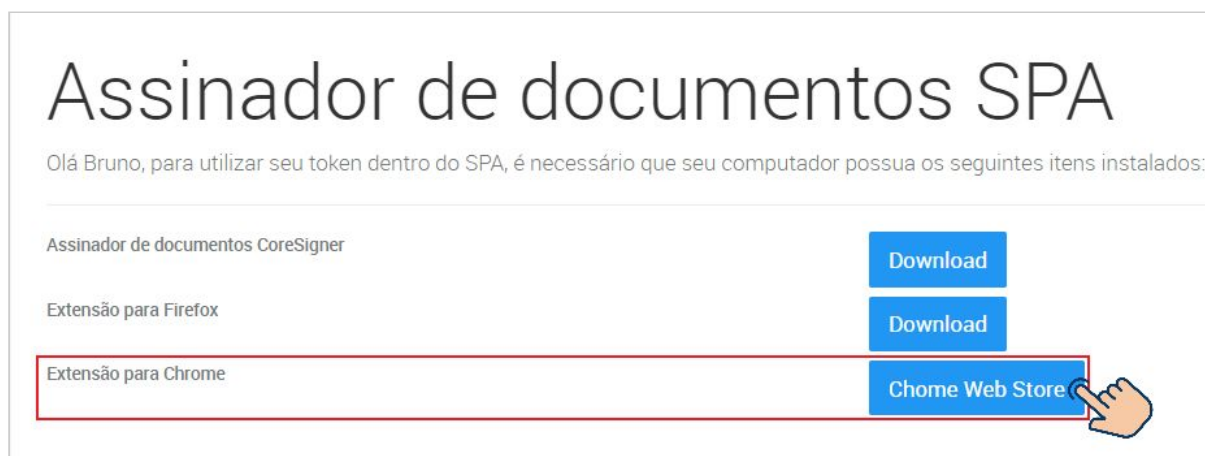 Assinador de documentos SPA
Olá Bruno, para utilizar seu token dentro do SPA, é necessário que seu computador possua os seguintes itens instalados:
Assinador de documentos CoreSigner
Download
Extensão para Firefox
Download
Extensão para Chrome
Chome Web Store